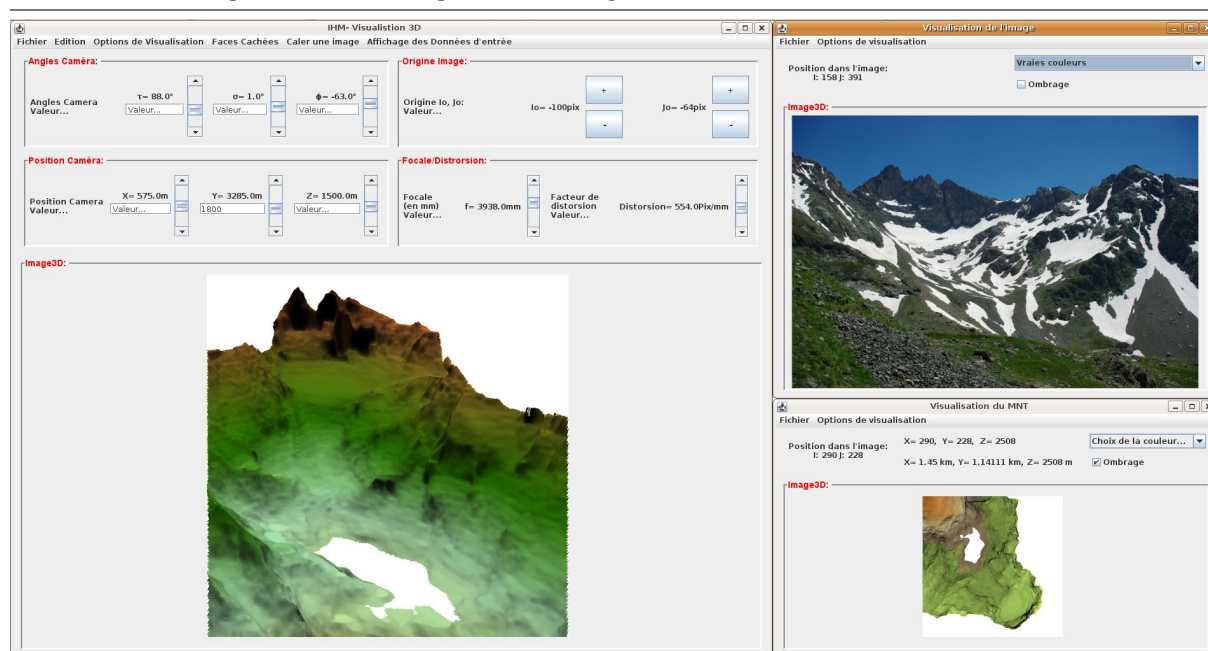 IHM- Visualistion 3D
Fichier Edition Options de Visualisation Faces Cachées Caler une image Affichage des Données d'entrée
Angles Caméra:
Angles Camera
Valeur...
τ= 88.0°
Valeur...
σ= 1.0°
Valeur...
ϕ= -63.0°
Valeur...
Origine Image:
Origine Io, Jo:
Valeur...
Io= -100pix
+
-
Jo= -64pix
+
-
Position Caméra:
Position Camera
Valeur...
X= 575.0m
Valeur...
Y= 3285.0m
1800
Z= 1500.0m
Valeur...
Focale/Distrorsion:
Focale
(en mm)
Valeur...
f= 3938.0mm
Facteur de
distorsion
Valeur...
Distorsion= 554.0Pix/mm
Image3D:
Visualisation de l'image
Fichier Options de visualisation
Position dans l'image:
I: 158 J: 391
Vraies couleurs
Ombrage
Image3D:
Visualisation du MNT
Fichier Options de visualisation
Position dans l'image:
I: 290 J: 228
X= 290, Y= 228, Z= 2508
X= 1.45 km, Y= 1.14111 km, Z= 2508 m
Choix de la couleur...
Ombrage
Image3D: